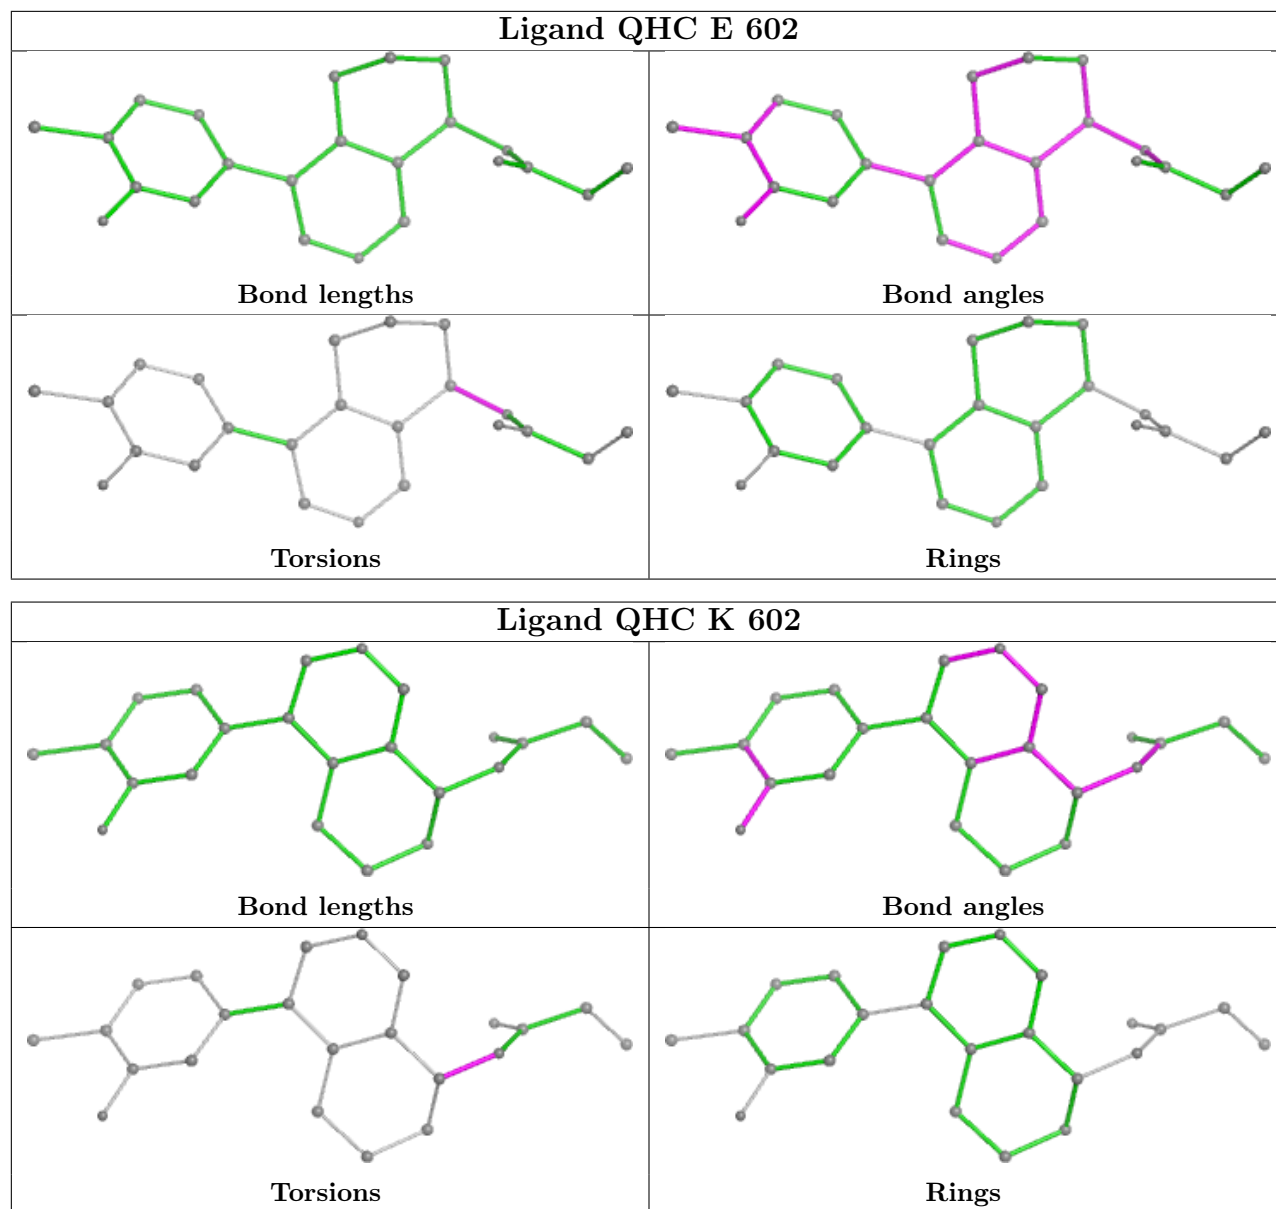 Ligand QHC E 602
Bond lengths
Bond angles
Torsions
Rings
Ligand QHC K 602
Bond lengths
Bond angles
Torsions
Rings